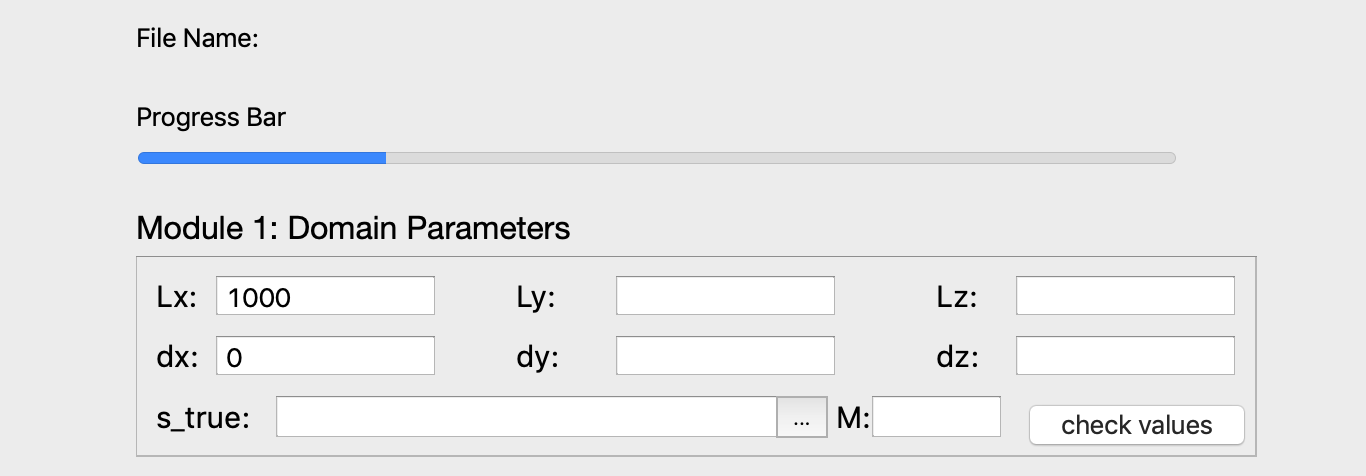 File Name:
Progress Bar
Module 1: Domain Parameters
Lx: 1000 Ly: Lz:
dx: 0 dy: dz:
s_true: ... M: check values